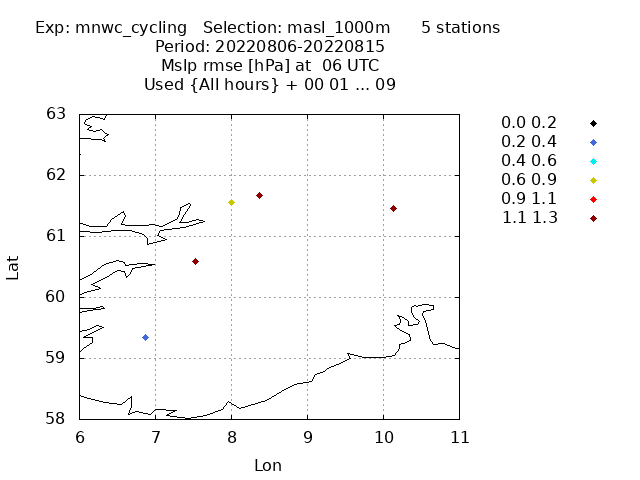 Exp: mnwc_cycling   Selection: masl_1000m      5 stations
Period: 20220806-20220815
Mslp rmse [hPa] at  06 UTC
Used {All hours} + 00 01 ... 09
63
62
61
60
59
58
6 7 8 9 10 11
Lat
Lon
0.0 0.2
0.2 0.4
0.4 0.6
0.6 0.9
0.9 1.1
1.1 1.3